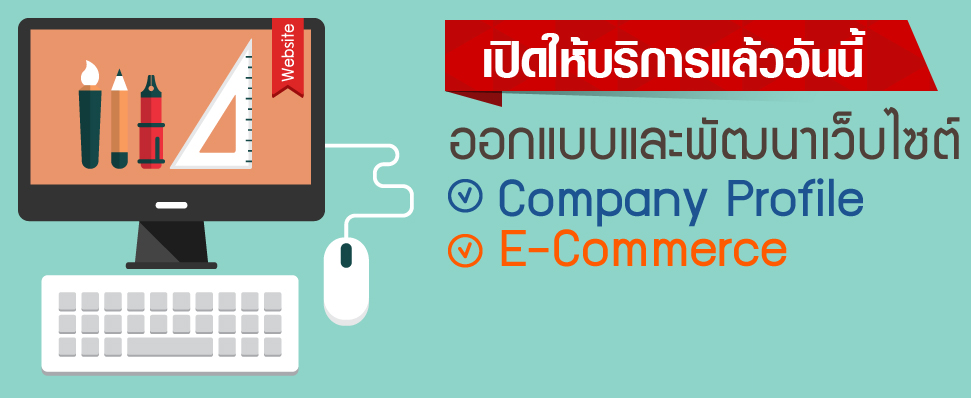 Website
เปิดให้บริการแล้ววันนี้
ออกแบบและพัฒนาเว็บไซต์
Company Profile
E-Commerce